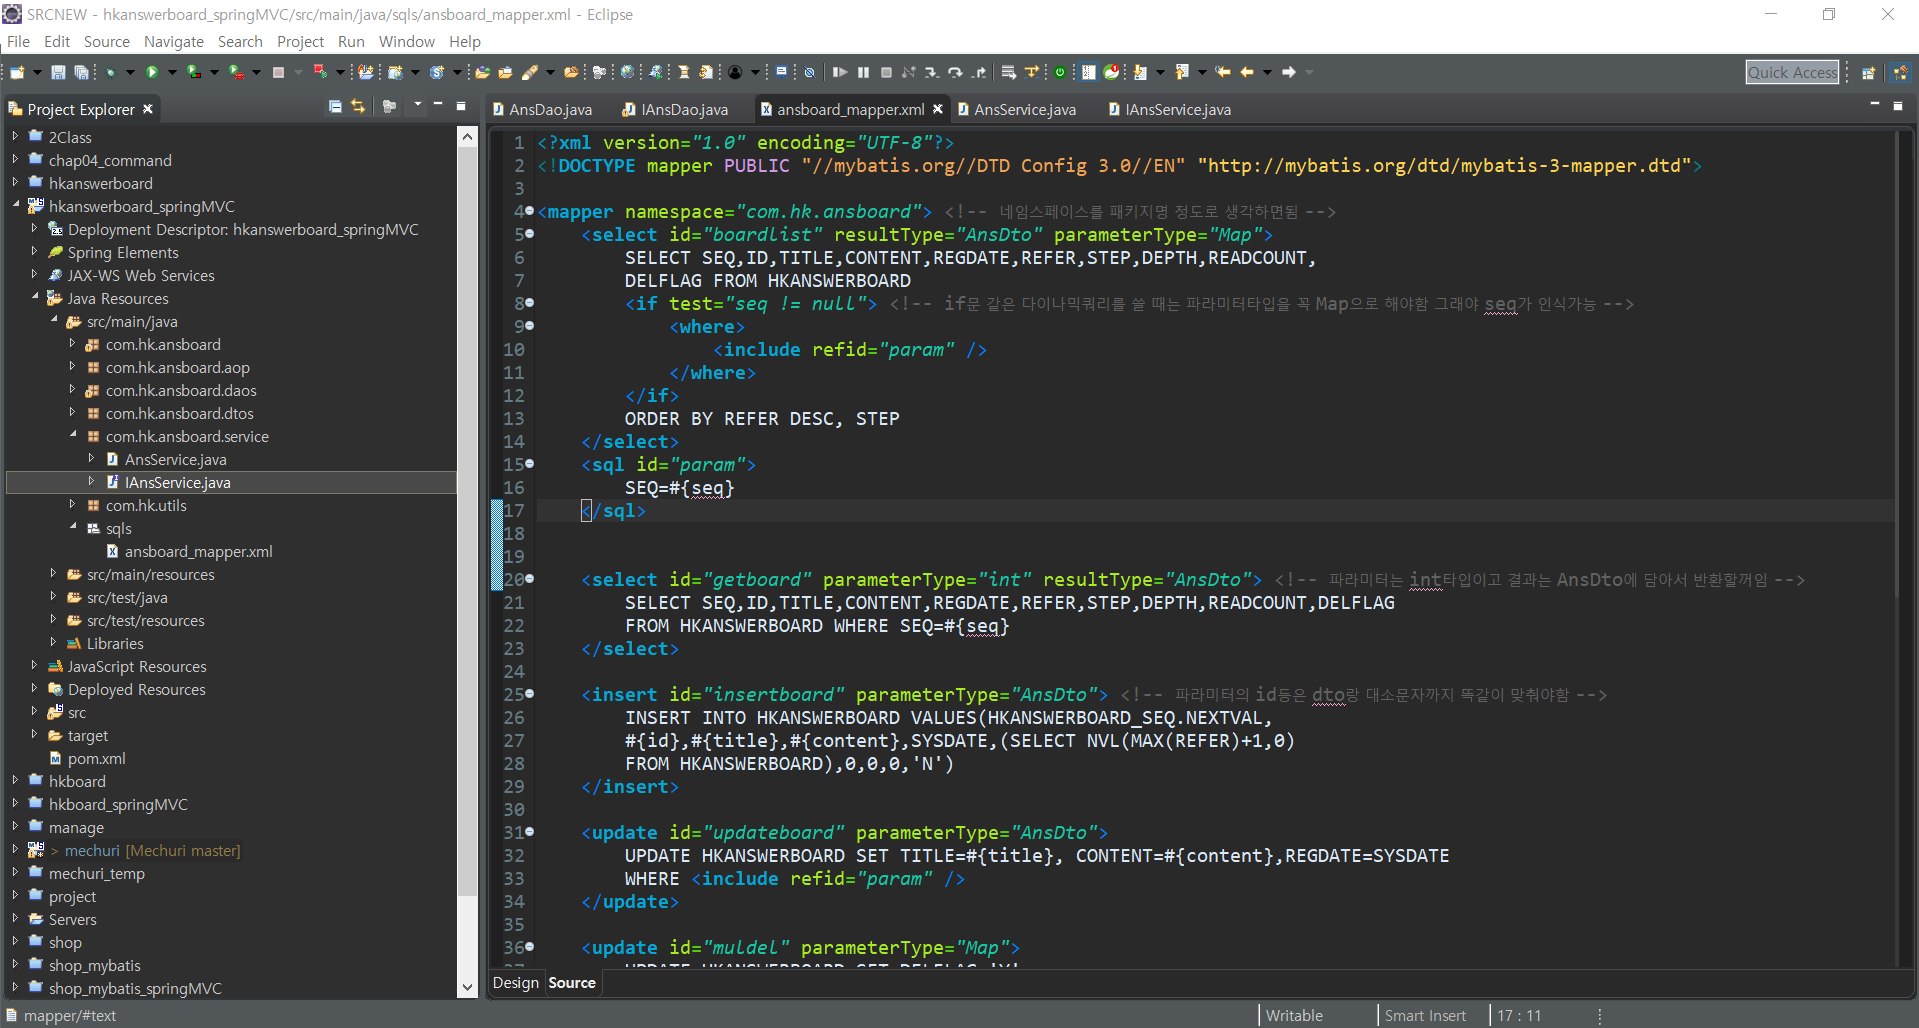 SRCNEW - hkanswerboard_springMVC/src/main/java/sqls/ansboard_mapper.xml - Eclipse
File Edit Source Navigate Search Project Run Window Help
Quick Access
Project Explorer
2Class
chap04_command
hkanswerboard
hkanswerboard_springMVC
Deployment Descriptor: hkanswerboard_springMVC
Spring Elements
JAX-WS Web Services
Java Resources
src/main/java
com.hk.ansboard
com.hk.ansboard.aop
com.hk.ansboard.daos
com.hk.ansboard.dtos
com.hk.ansboard.service
AnsService.java
IAnsService.java
com.hk.utils
sqls
ansboard_mapper.xml
src/main/resources
src/test/java
src/test/resources
Libraries
JavaScript Resources
Deployed Resources
src
target
pom.xml
hkboard
hkboard_springMVC
manage
> mechuri [Mechuri master]
mechuri_temp
project
Servers
shop
shop_mybatis
shop_mybatis_springMVC
AnsDao.java IAnsDao.java ansboard_mapper.xml AnsService.java IAnsService.java
1 <?xml version="1.0" encoding="UTF-8"?>
2 <!DOCTYPE mapper PUBLIC "//mybatis.org//DTD Config 3.0//EN" "http://mybatis.org/dtd/mybatis-3-mapper.dtd">
3
4 <mapper namespace="com.hk.ansboard"> <!-- 네임스페이스를 패키지명 정도로 생각하면됨 -->
5 <select id="boardlist" resultType="AnsDto" parameterType="Map">
6 SELECT SEQ,ID,TITLE,CONTENT,REGDATE,REFER,STEP,DEPTH,READCOUNT,
7 DELFLAG FROM HKANSWERBOARD
8 <if test="seq != null"> <!-- if문 같은 다이나믹쿼리를 쓸 때는 파라미터타입을 꼭 Map으로 해야함 그래야 seq가 인식가능 -->
9 <where>
10 <include refid="param" />
11 </where>
12 </if>
13 ORDER BY REFER DESC, STEP
14 </select>
15 <sql id="param">
16 SEQ=#{seq}
17 </sql>
18
19
20 <select id="getboard" parameterType="int" resultType="AnsDto"> <!-- 파라미터는 int타입이고 결과는 AnsDto에 담아서 반환할꺼임 -->
21 SELECT SEQ,ID,TITLE,CONTENT,REGDATE,REFER,STEP,DEPTH,READCOUNT,DELFLAG
22 FROM HKANSWERBOARD WHERE SEQ=#{seq}
23 </select>
24
25 <insert id="insertboard" parameterType="AnsDto"> <!-- 파라미터의 id등은 dto랑 대소문자까지 똑같이 맞춰야함 -->
26 INSERT INTO HKANSWERBOARD VALUES(HKANSWERBOARD_SEQ.NEXTVAL,
27 #{id},#{title},#{content},SYSDATE,(SELECT NVL(MAX(REFER)+1,0)
28 FROM HKANSWERBOARD),0,0,0,'N')
29 </insert>
30
31 <update id="updateboard" parameterType="AnsDto">
32 UPDATE HKANSWERBOARD SET TITLE=#{title}, CONTENT=#{content},REGDATE=SYSDATE
33 WHERE <include refid="param" />
34 </update>
35
36 <update id="muldel" parameterType="Map">
Design Source
mapper/#text
Writable Smart Insert 17 : 11